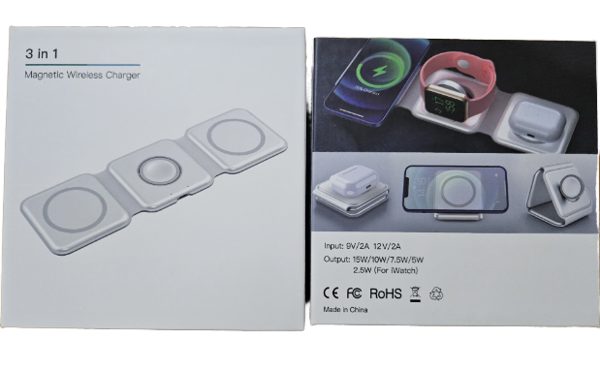 3 in 1
Magnetic Wireless Charger
Input: 9V/2A 12V/2A
Output: 15W/10W/7.5W/5W
2.5W (For iWatch)
CE FC RoHS
Made in China